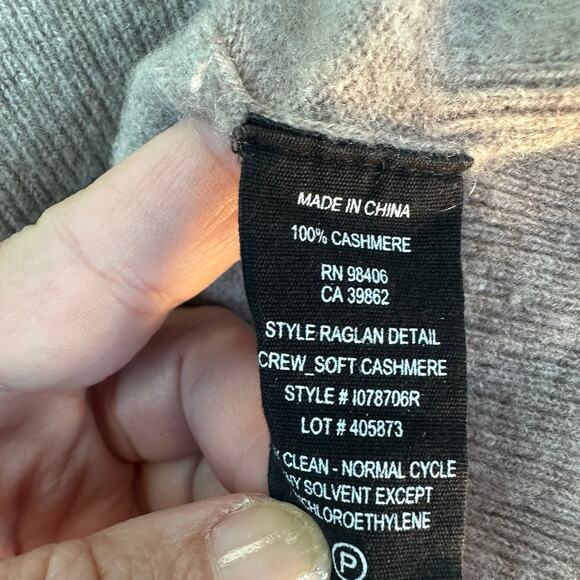 MADE IN CHINA
100% CASHMERE
RN 98406
CA 39862
STYLE RAGLAN DETAIL
CREW_SOFT CASHMERE
STYLE # I078706R
LOT # 405873
CLEAN - NORMAL CYCLE
SOLVENT EXCEPT
P